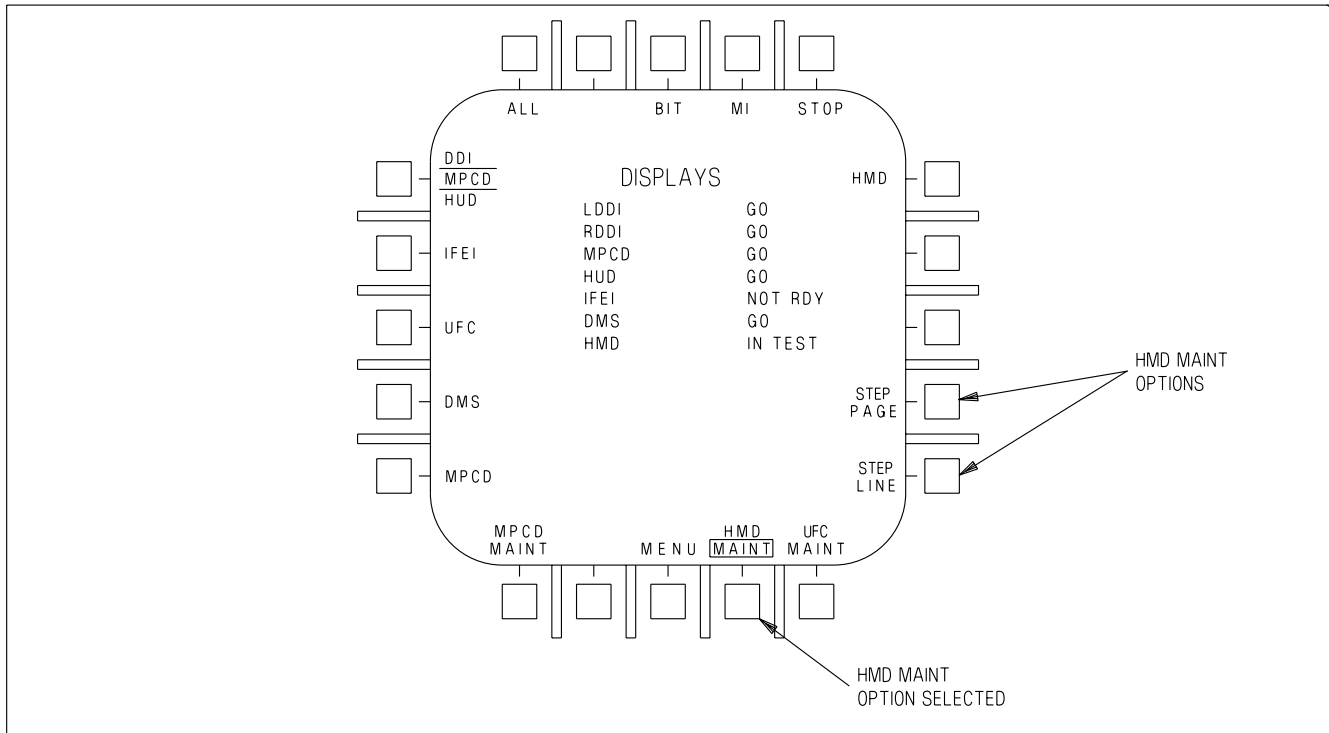 ALL BIT MI STOP
DDI
MPCD
HUD
IFEI
UFC
DMS
MPCD
DISPLAYS
LDDI GO
RDDI GO
MPCD GO
HUD GO
IFEI NOT RDY
DMS GO
HMD IN TEST
HMD
STEP
PAGE
STEP
LINE
HMD MAINT
OPTIONS
MPCD
MAINT
MENU
HMD
MAINT
UFC
MAINT
HMD MAINT
OPTION SELECTED